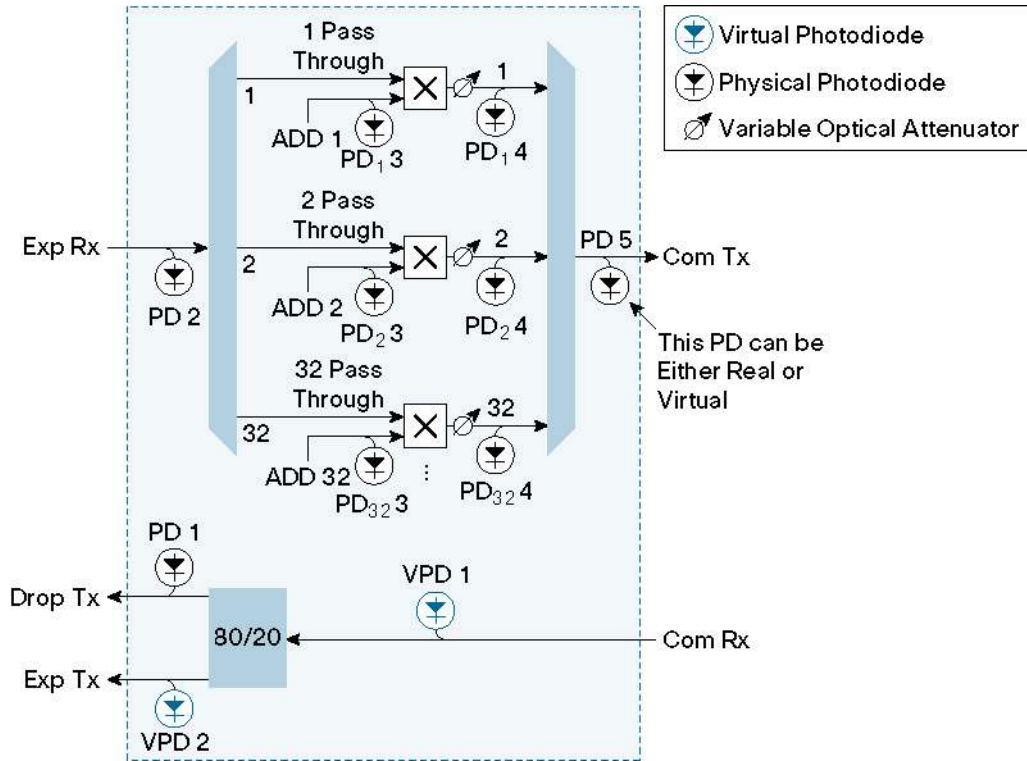 1 Pass
Through
1
1
ADD 1
PD₁ 3
PD₁ 4
Virtual Photodiode
Physical Photodiode
Variable Optical Attenuator
2 Pass
Through
Exp Rx
2
2
PD 5
Com Tx
PD 2
ADD 2
PD₂ 3
PD₂ 4
This PD can be
Either Real or
Virtual
32 Pass
Through
32
32
ADD 32
PD₃₂ 3
⋮
PD₃₂ 4
PD 1
VPD 1
Drop Tx
80/20
Com Rx
Exp Tx
VPD 2